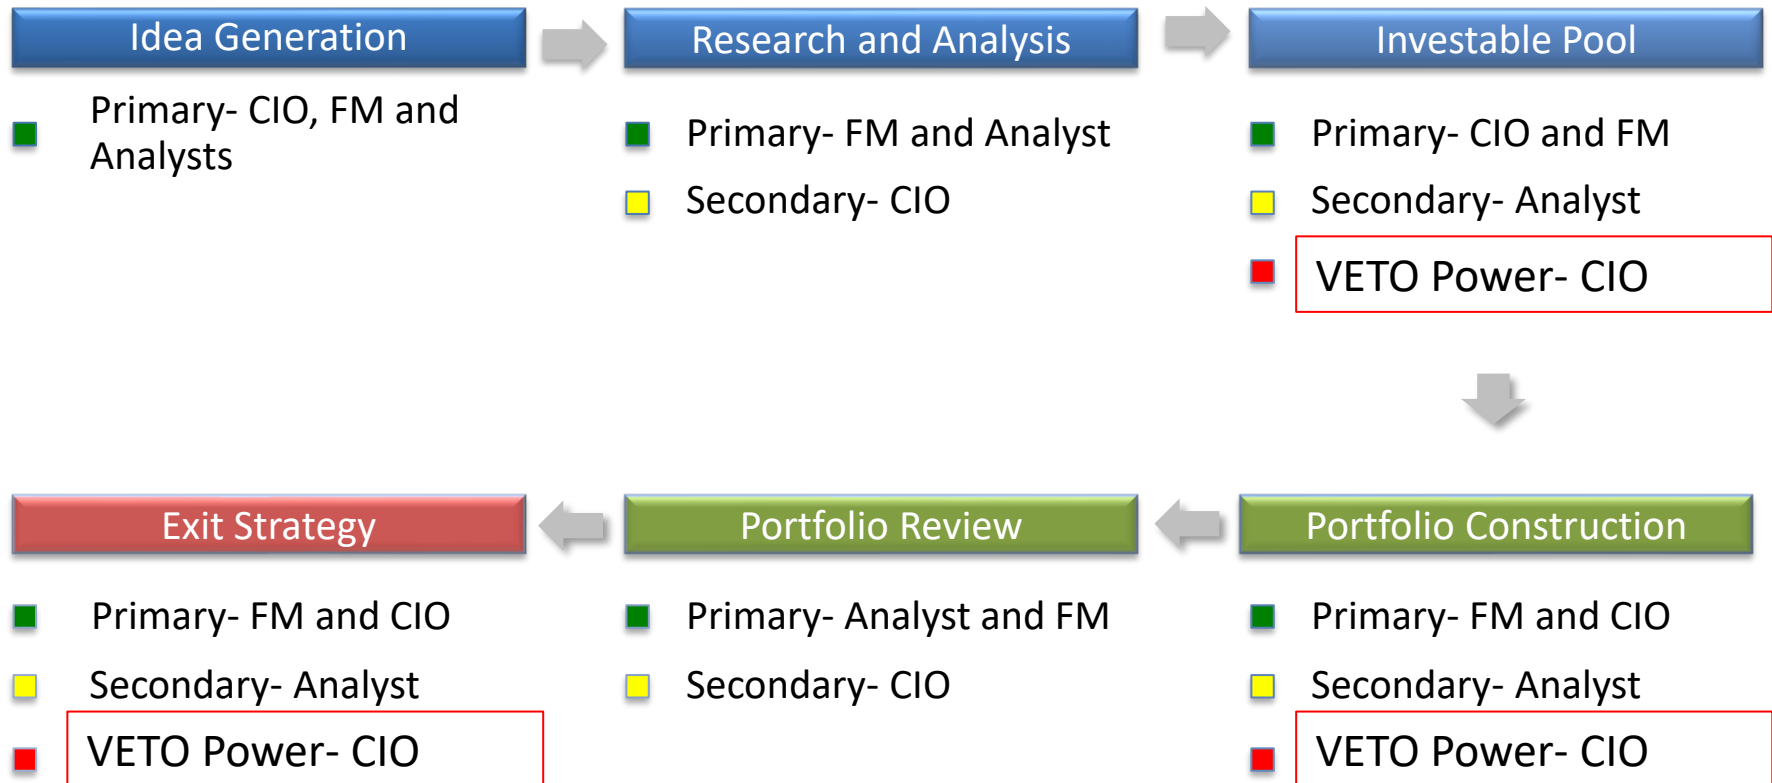 Idea Generation
Research and Analysis
Investable Pool
Primary- CIO, FM and
Analysts
Primary- FM and Analyst
Secondary- CIO
Primary- CIO and FM
Secondary- Analyst
VETO Power- CIO
Exit Strategy
Portfolio Review
Portfolio Construction
Primary- FM and CIO
Secondary- Analyst
VETO Power- CIO
Primary- Analyst and FM
Secondary- CIO
Primary- FM and CIO
Secondary- Analyst
VETO Power- CIO